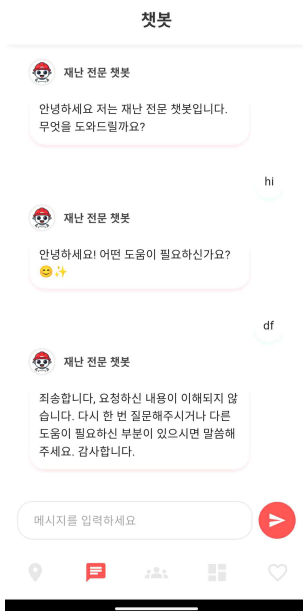 챗봇
재난 전문 챗봇
안녕하세요 저는 재난 전문 챗봇입니다.
무엇을 도와드릴까요?
hi
재난 전문 챗봇
안녕하세요! 어떤 도움이 필요하신가요?
😊✨
df
재난 전문 챗봇
죄송합니다, 요청하신 내용이 이해되지 않
습니다. 다시 한 번 질문해주시거나 다른
도움이 필요하신 부분이 있으시면 말씀해
주세요. 감사합니다.
메시지를 입력하세요